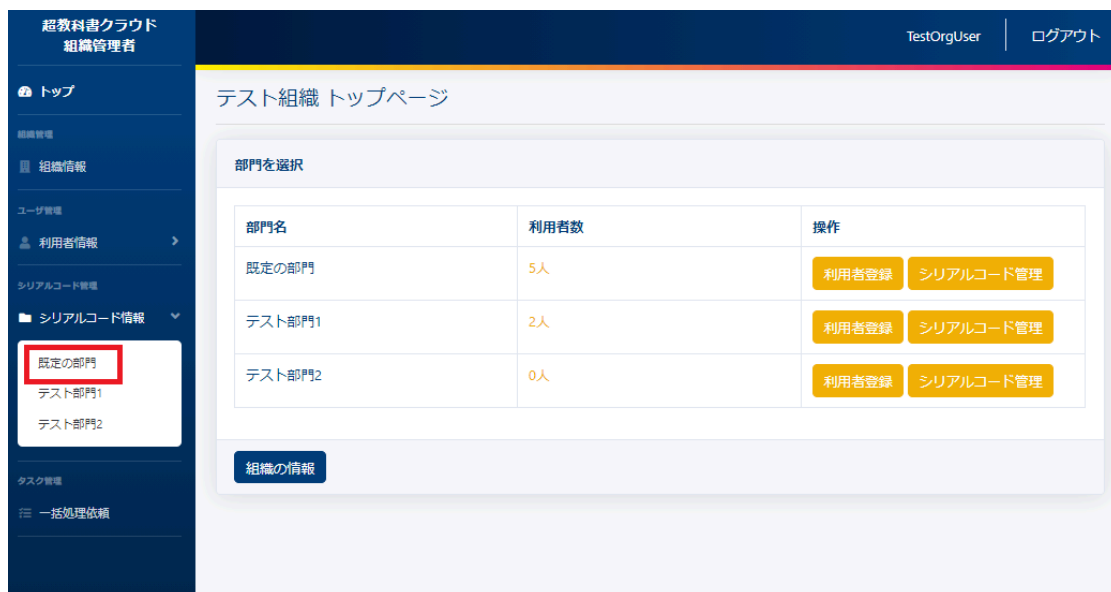 超教科書クラウド
組織管理者
TestOrgUser
ログアウト
トップ
組織管理
組織情報
ユーザ管理
利用者情報
シリアルコード管理
シリアルコード情報
既定の部門
テスト部門1
テスト部門2
タスク管理
一括処理依頼
テスト組織 トップページ
部門を選択
部門名 利用者数 操作
既定の部門 5人 利用者登録 シリアルコード管理
テスト部門1 2人 利用者登録 シリアルコード管理
テスト部門2 0人 利用者登録 シリアルコード管理
組織の情報